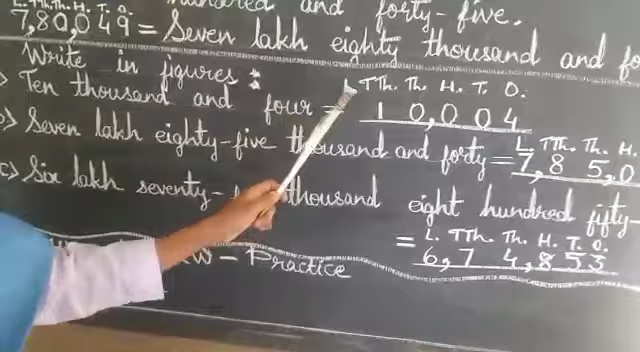 hundred and forty-five.
L. TTh. Th. H. T. O.
7,80,049 = Seven lakh eighty thousand and fo
Write in figures :
TTh. Th. H. T. O.
Ten thousand and four = 1 0,0 0 4
b) Seven lakh eighty-five thousand and forty = 7,8 5,0
L. TTh. Th. H.
c) Six lakh seventy- thousand eight hundred fifty-
L. TTh. Th. H. T. O.
= 6,7 4,8 5 3
HW - Practice